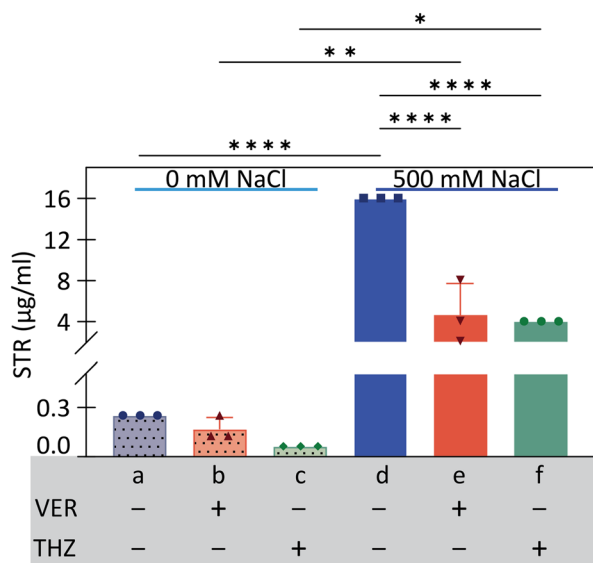 *
**
****
****
****
0 mM NaCl 500 mM NaCl
16
12
8
4
0.3
0.0
STR (µg/ml)
a b c d e f
VER – + – – + –
THZ – – + – – +